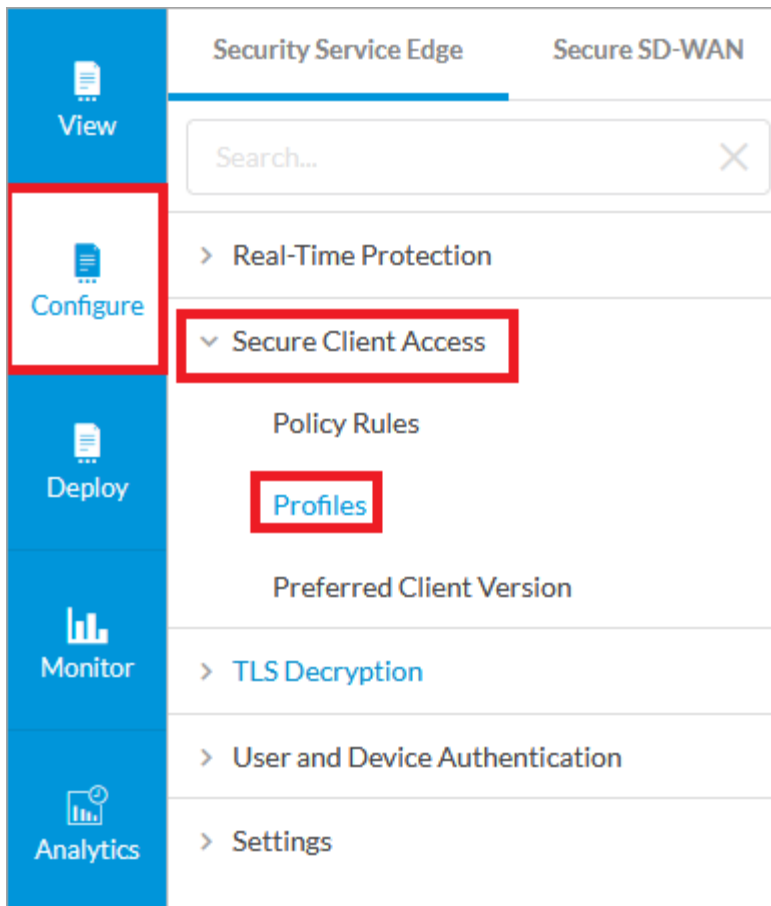 View
Configure
Deploy
Monitor
Analytics
Security Service Edge
Secure SD-WAN
Search...
Real-Time Protection
Secure Client Access
Policy Rules
Profiles
Preferred Client Version
TLS Decryption
User and Device Authentication
Settings